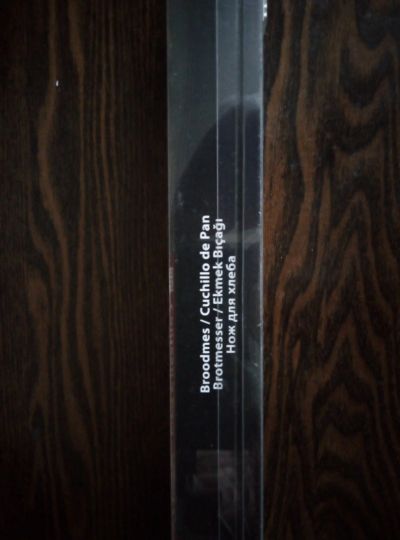 Broodmes / Cuchillo de Pan
Brotmesser / Ekmek Bıçağı
Нож для хлеба